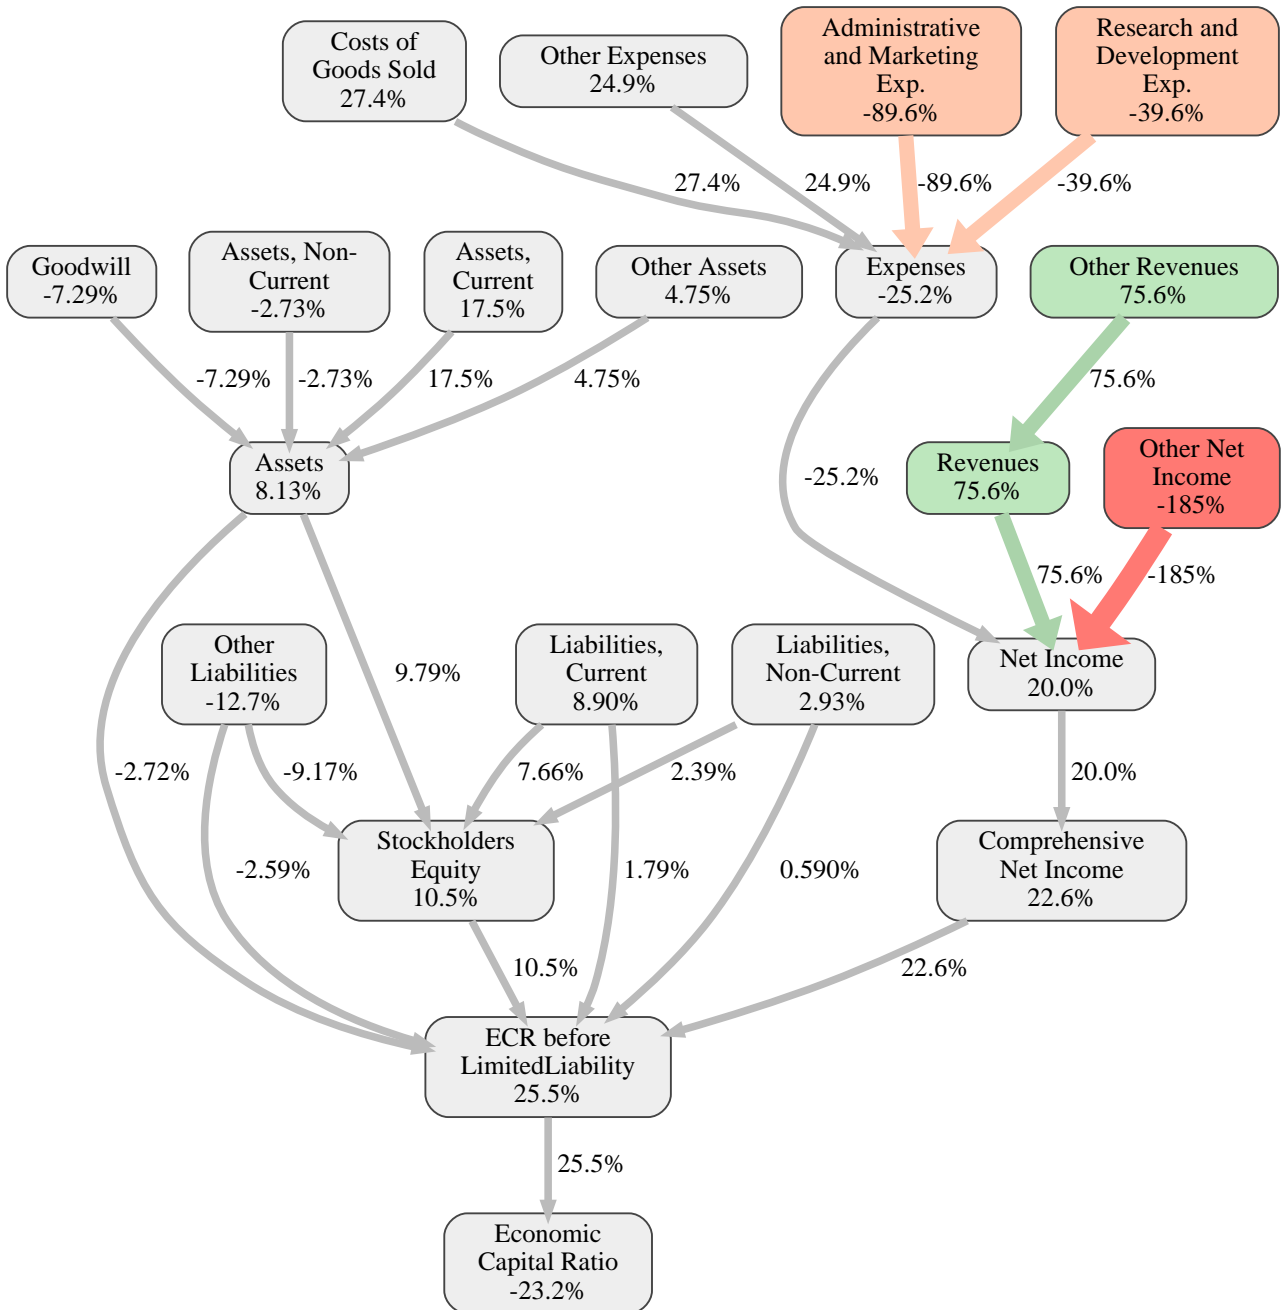 Costs of
Goods Sold
27.4%
Other Expenses
24.9%
Administrative
and Marketing
Exp.
-89.6%
Research and
Development
Exp.
-39.6%
27.4%
24.9%
-89.6%
-39.6%
Goodwill
-7.29%
Assets, Non-
Current
-2.73%
Assets,
Current
17.5%
Other Assets
4.75%
Expenses
-25.2%
Other Revenues
75.6%
-7.29%
-2.73%
17.5%
4.75%
75.6%
Assets
8.13%
-25.2%
Revenues
75.6%
Other Net
Income
-185%
75.6%
-185%
Other
Liabilities
-12.7%
9.79%
Liabilities,
Current
8.90%
Liabilities,
Non-Current
2.93%
Net Income
20.0%
-2.72%
-9.17%
7.66%
2.39%
20.0%
Stockholders
Equity
10.5%
-2.59%
1.79%
0.590%
Comprehensive
Net Income
22.6%
10.5%
22.6%
ECR before
LimitedLiability
25.5%
25.5%
Economic
Capital Ratio
-23.2%